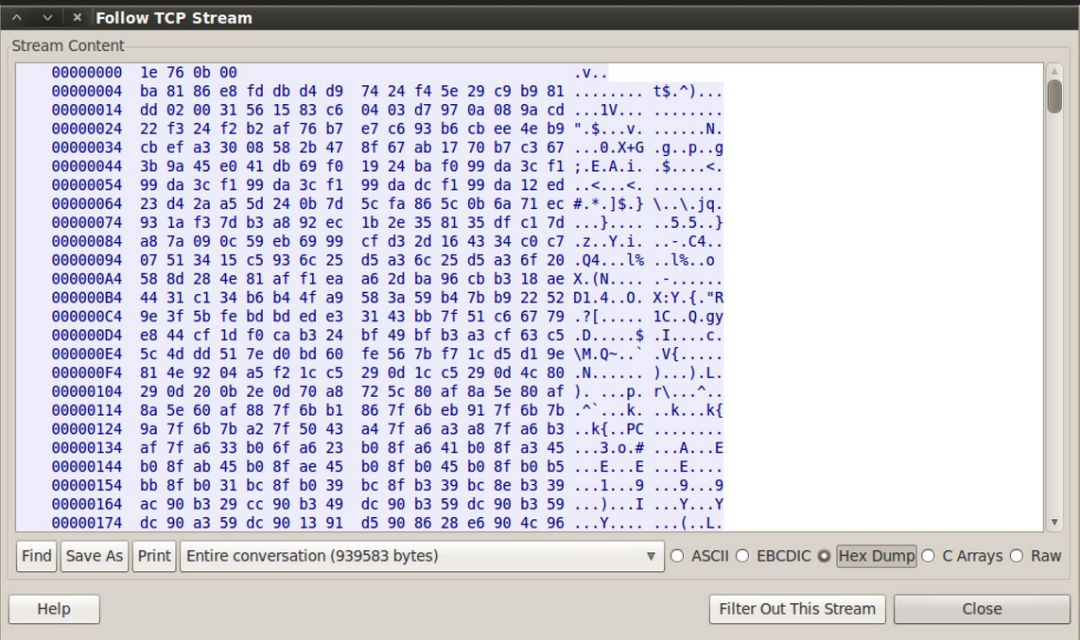 Follow TCP Stream
Stream Content
00000000 1e 76 0b 00 .v..
00000004 ba 81 86 e8 fd db d4 d9 74 24 f4 5e 29 c9 b9 81 ........ t$.^)...
00000014 dd 02 00 31 56 15 83 c6 04 03 d7 97 0a 08 9a cd ...1V... ........
00000024 22 f3 24 f2 b2 af 76 b7 e7 c6 93 b6 cb ee 4e b9 ".$...v. ......N.
00000034 cb ef a3 30 08 58 2b 47 8f 67 ab 17 70 b7 c3 67 ...0.X+G .g..p..g
00000044 3b 9a 45 e0 41 db 69 f0 19 24 ba f0 99 da 3c f1 ;.E.A.i. .$....<.
00000054 99 da 3c f1 99 da 3c f1 99 da dc f1 99 da 12 ed ..<...<. ........
00000064 23 d4 2a a5 5d 24 0b 7d 5c fa 86 5c 0b 6a 71 ec #.*.]$.} \..\.jq.
00000074 93 1a f3 7d b3 a8 92 ec 1b 2e 35 81 35 df c1 7d ...}.... ..5.5..}
00000084 a8 7a 09 0c 59 eb 69 99 cf d3 2d 16 43 34 c0 c7 .z..Y.i. ..-.C4..
00000094 07 51 34 15 c5 93 6c 25 d5 a3 6c 25 d5 a3 6f 20 .Q4...l% ..l%..o
000000A4 58 8d 28 4e 81 af f1 ea a6 2d ba 96 cb b3 18 ae X.(N.... .-......
000000B4 44 31 c1 34 b6 b4 4f a9 58 3a 59 b4 7b b9 22 52 D1.4..O. X:Y.{."R
000000C4 9e 3f 5b fe bd bd ed e3 31 43 bb 7f 51 c6 67 79 .?[..... 1C..Q.gy
000000D4 e8 44 cf 1d f0 ca b3 24 bf 49 bf b3 a3 cf 63 c5 .D.....$ .I....c.
000000E4 5c 4d dd 51 7e d0 bd 60 fe 56 7b f7 1c d5 d1 9e \M.Q~..` .V{.....
000000F4 81 4e 92 04 a5 f2 1c c5 29 0d 1c c5 29 0d 4c 80 .N...... )...).L.
00000104 29 0d 20 0b 2e 0d 70 a8 72 5c 80 af 8a 5e 80 af ). ...p. r\...^..
00000114 8a 5e 60 af 88 7f 6b b1 86 7f 6b eb 91 7f 6b 7b .^`...k. ..k...k{
00000124 9a 7f 6b 7b a2 7f 50 43 a4 7f a6 a3 a8 7f a6 b3 ..k{..PC ........
00000134 af 7f a6 33 b0 6f a6 23 b0 8f a6 41 b0 8f a3 45 ...3.o.# ...A...E
00000144 b0 8f ab 45 b0 8f ae 45 b0 8f b0 45 b0 8f b0 b5 ...E...E ...E....
00000154 bb 8f b0 31 bc 8f b0 39 bc 8f b3 39 bc 8e b3 39 ...1...9 ...9...9
00000164 ac 90 b3 29 cc 90 b3 49 dc 90 b3 59 dc 90 b3 59 ...)...I ...Y...Y
00000174 dc 90 a3 59 dc 90 13 91 d5 90 86 28 e6 90 4c 96 ...Y.... ...(..L.
Find Save As Print Entire conversation (939583 bytes) ASCII EBCDIC Hex Dump C Arrays Raw
Help Filter Out This Stream Close